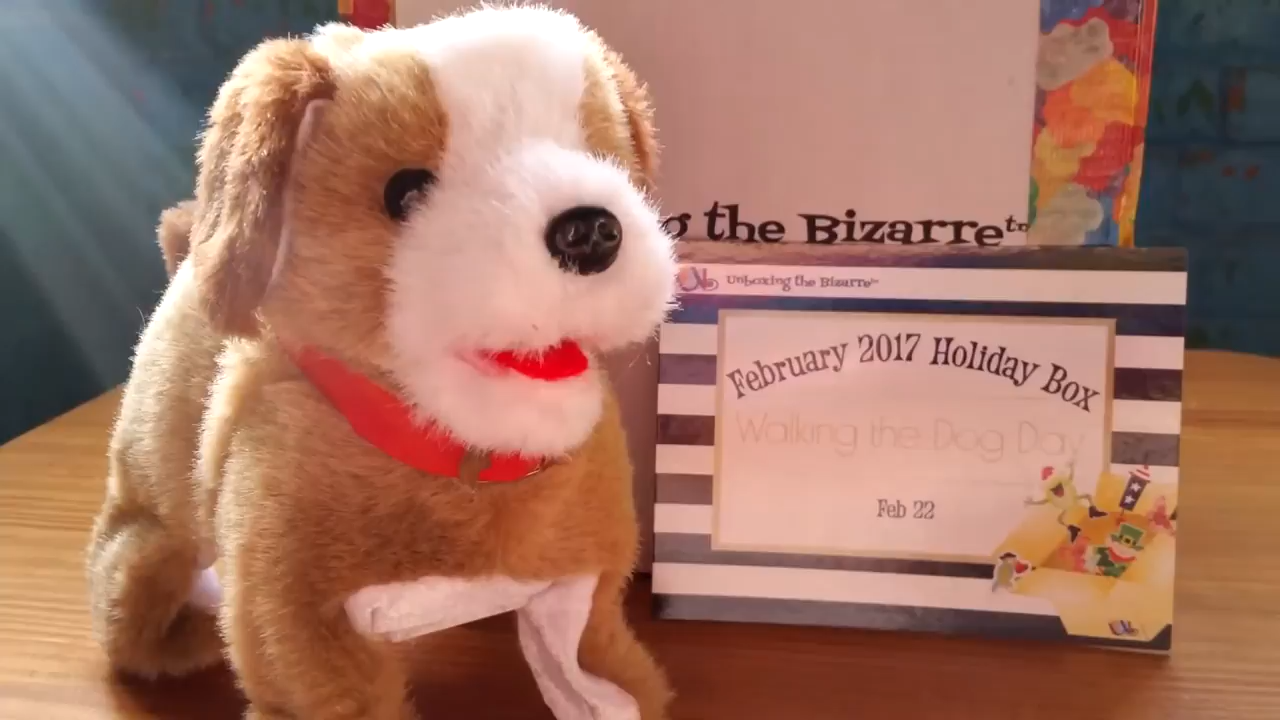 g the Bizarre™
Unboxing the Bizarre™
February 2017 Holiday Box
Walking the Dog Day
Feb 22